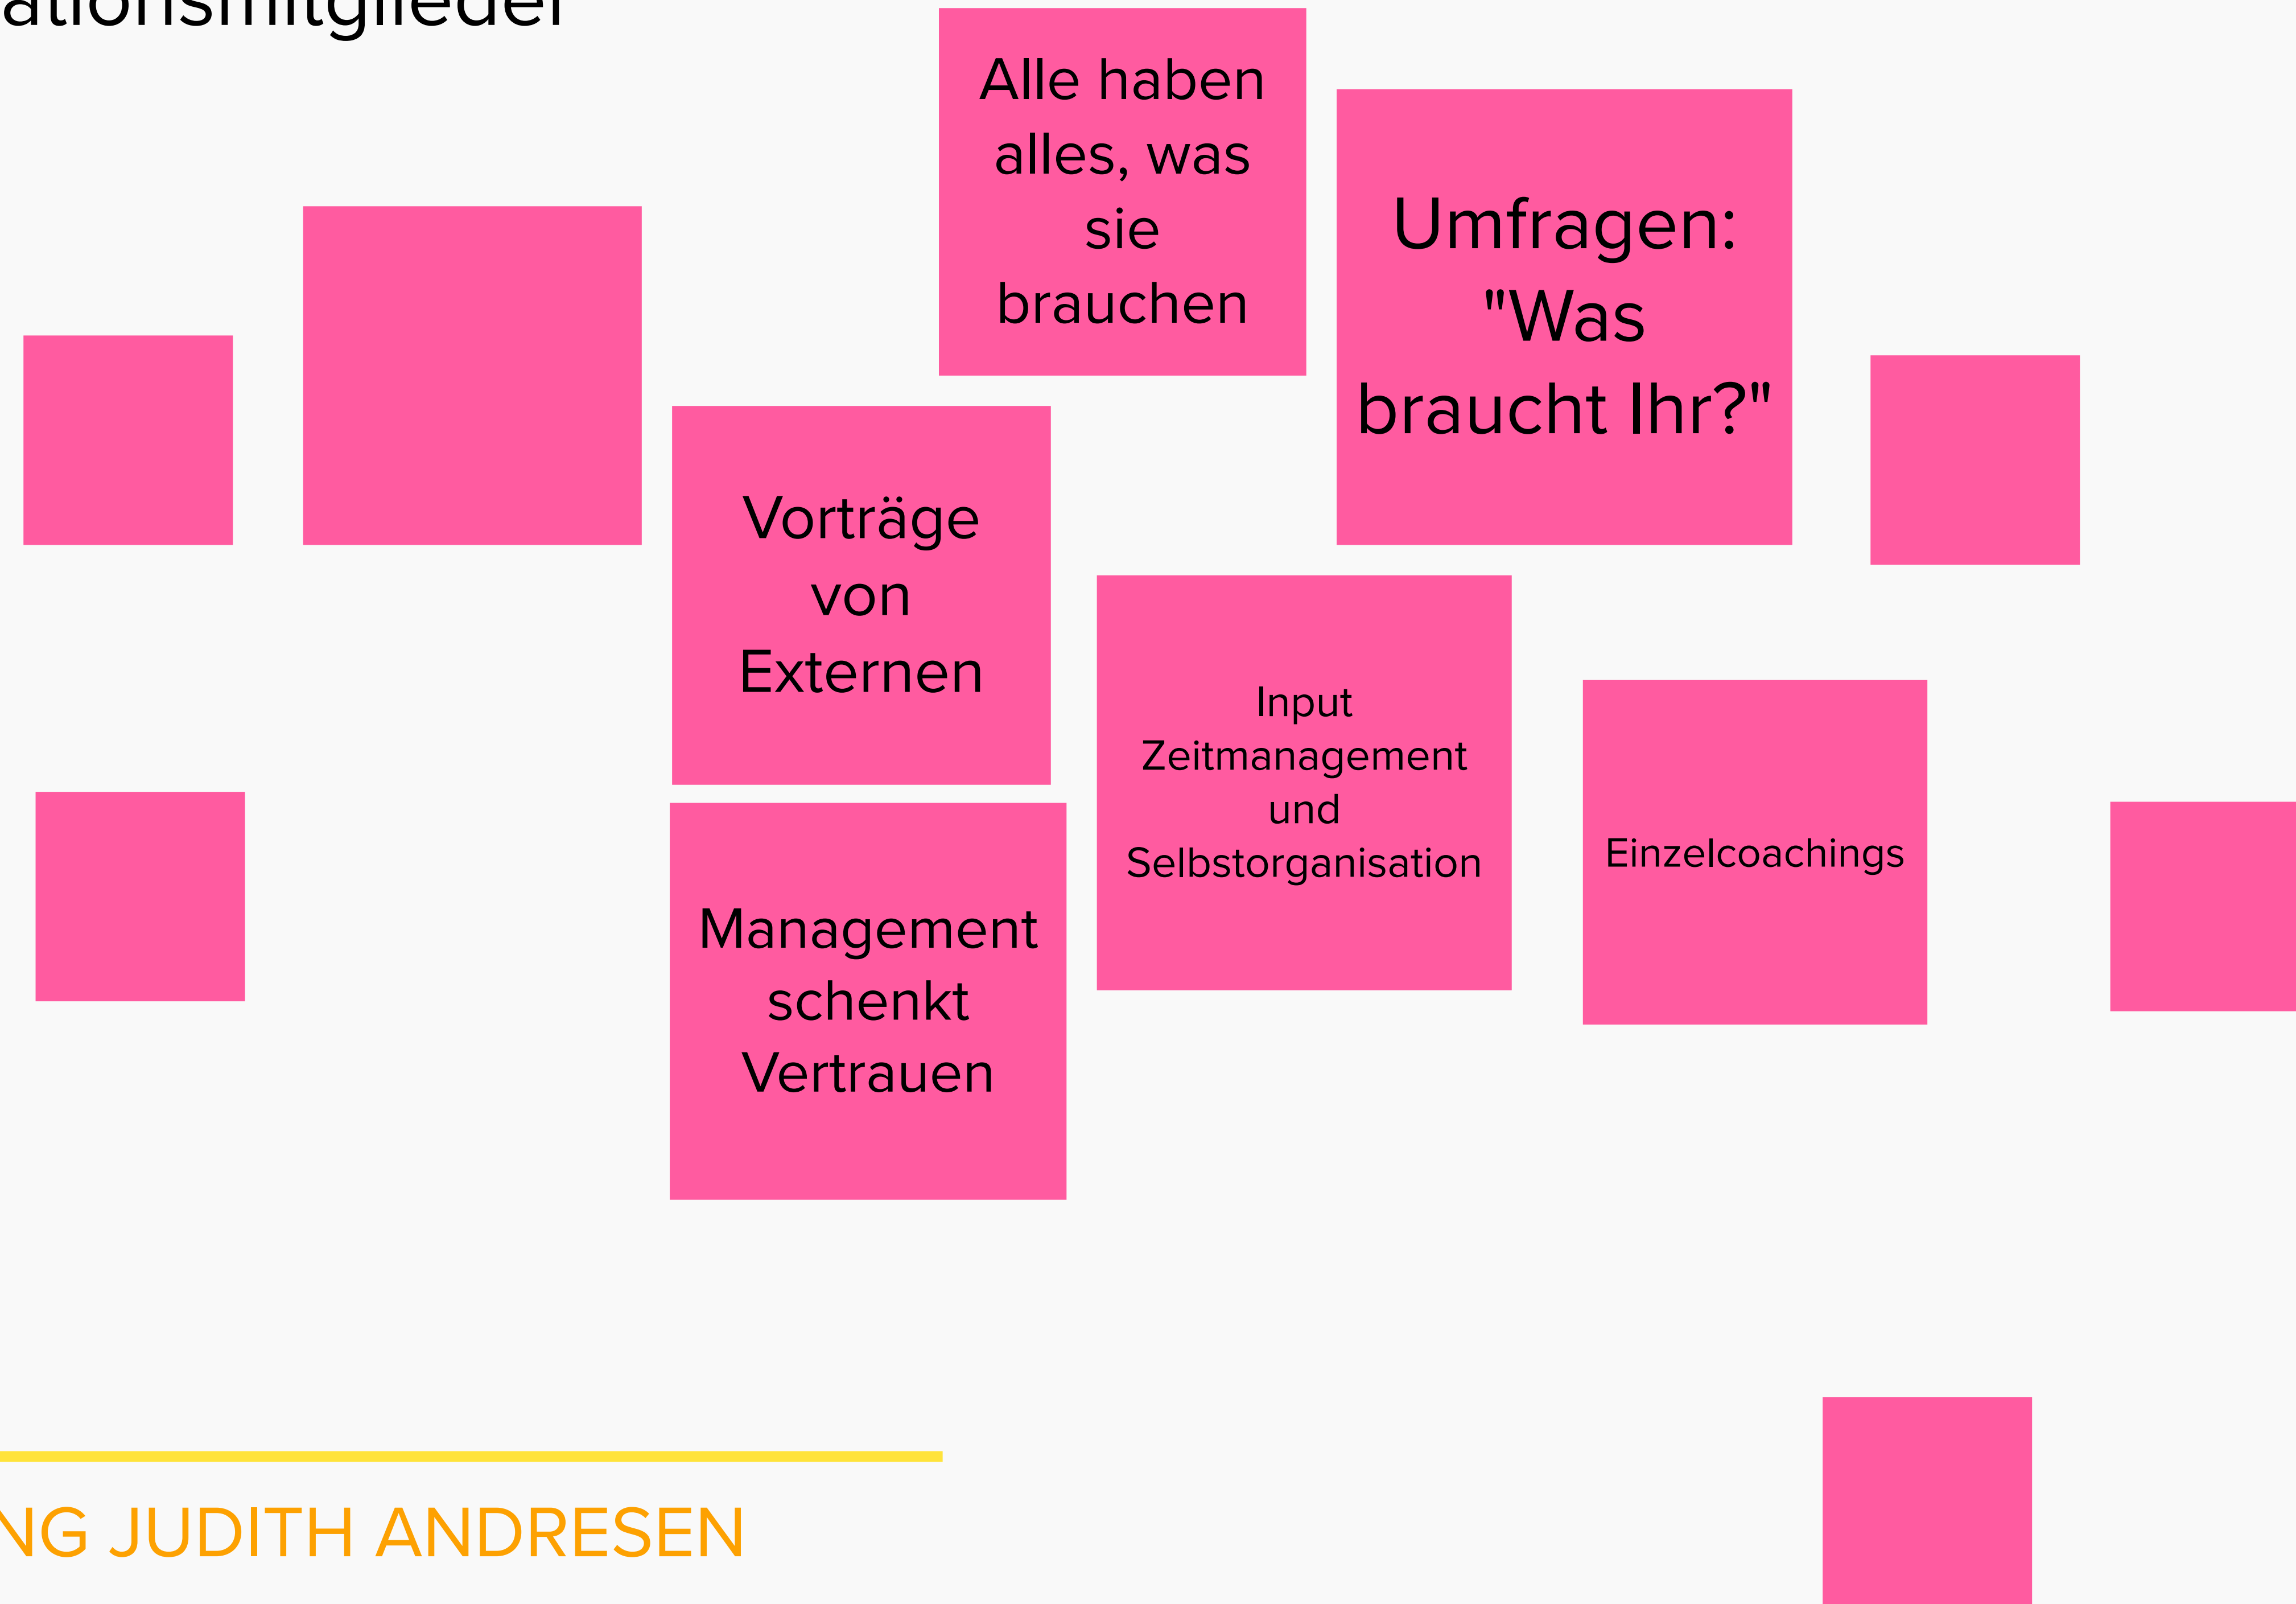 ationsmitglieder
Alle haben
alles, was
sie
brauchen
Umfragen:
"Was
braucht Ihr?"
Vorträge
von
Externen
Input
Zeitmanagement
und
Selbstorganisation
Einzelcoachings
Management
schenkt
Vertrauen
NG JUDITH ANDRESEN